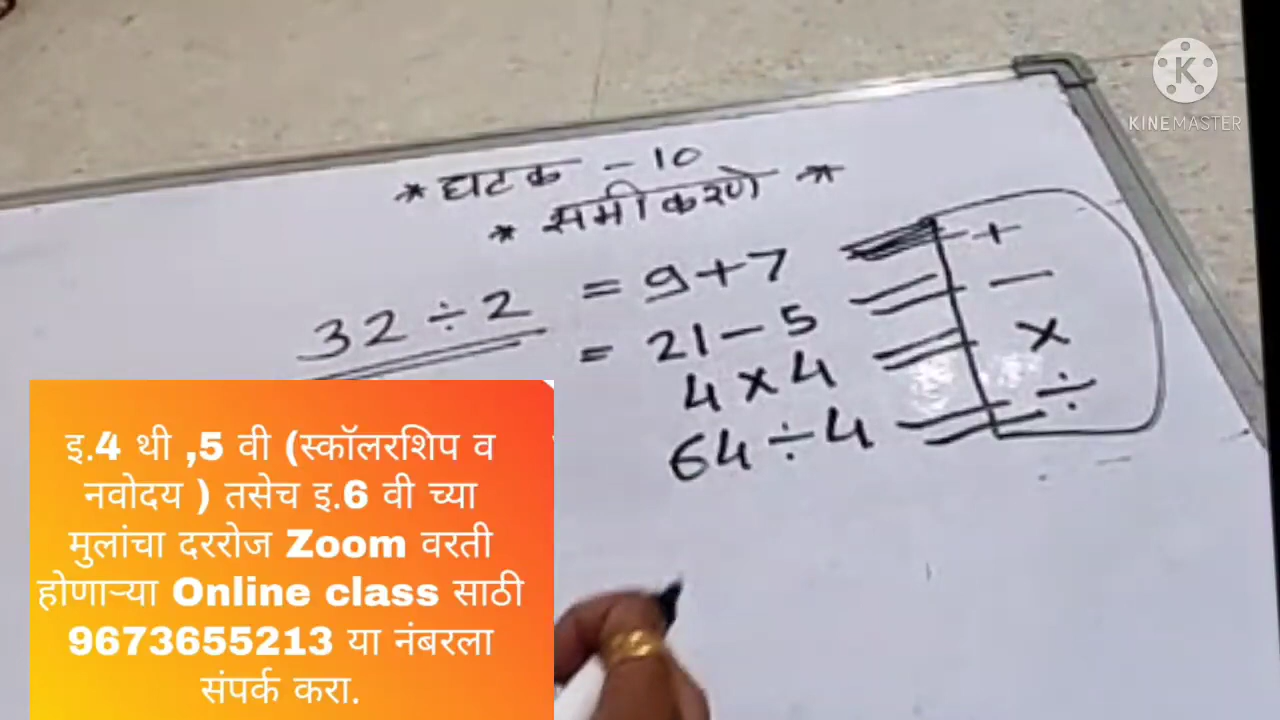 KINEMASTER
* घटक - 10
* समीकरणे *
32 ÷ 2 = 9+7 +
= 21 - 5 -
4 × 4 ×
64 ÷ 4 ÷
इ.4 थी ,5 वी (स्कॉलरशिप व
नवोदय ) तसेच इ.6 वी च्या
मुलांचा दररोज Zoom वरती
होणाऱ्या Online class साठी
9673655213 या नंबरला
संपर्क करा.